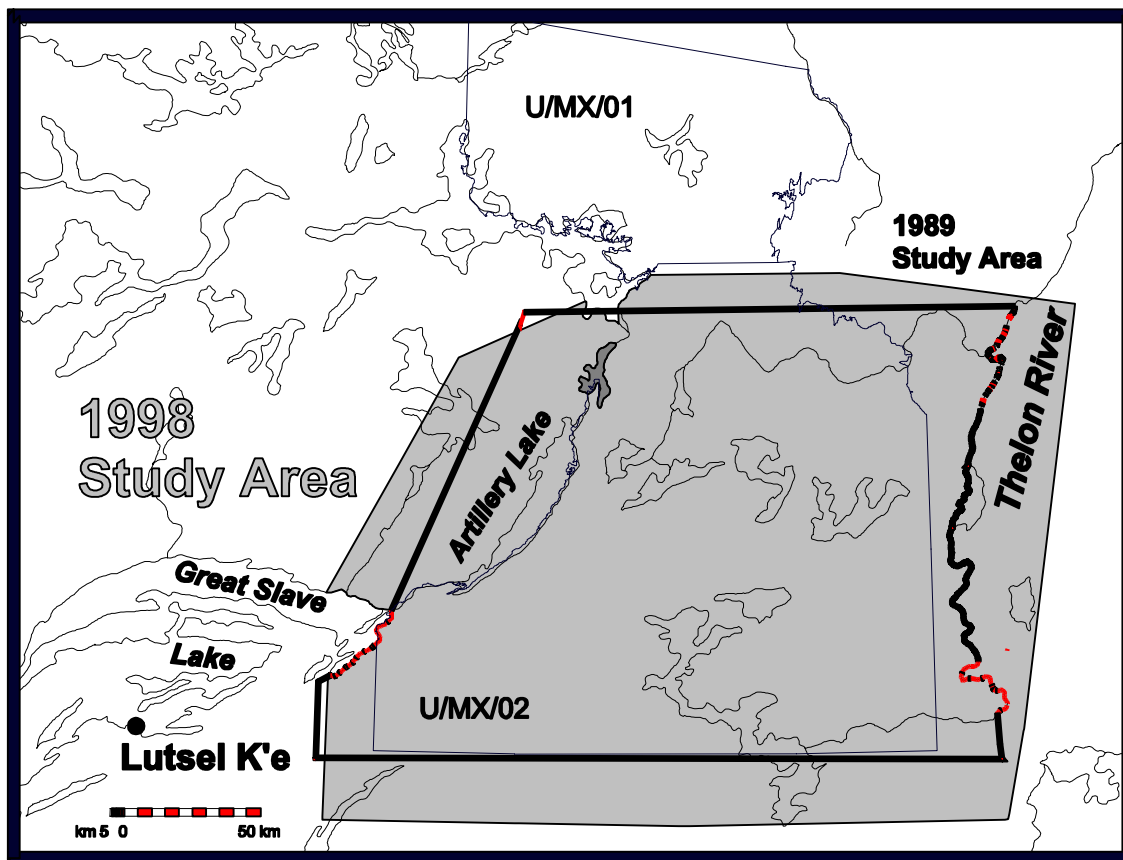 U/MX/01
1989
Study Area
1998
Study Area
Thelon River
Artillery Lake
Great Slave
Lake
U/MX/02
Lutsel K'e
km 5 0 50 km